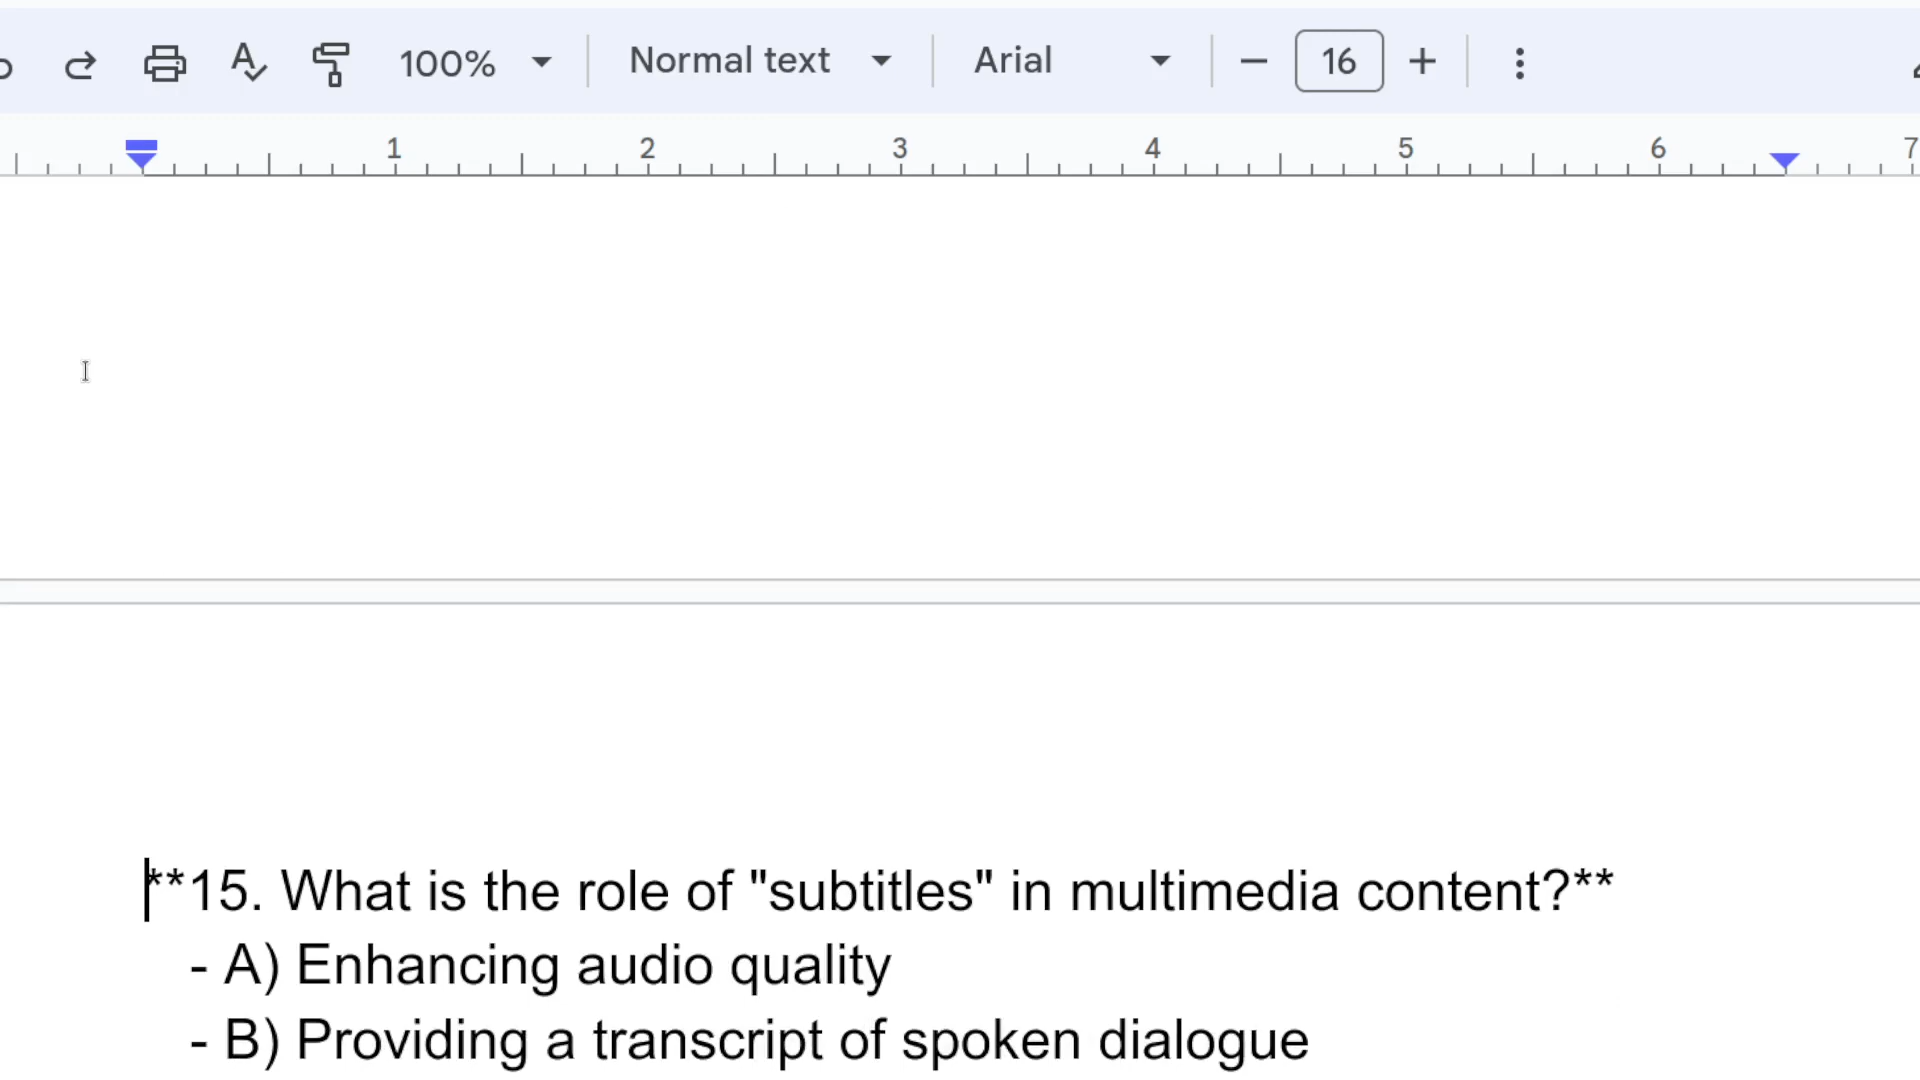 100% Normal text Arial 16
1 2 3 4 5 6 7
**15. What is the role of "subtitles" in multimedia content?**
- A) Enhancing audio quality
- B) Providing a transcript of spoken dialogue